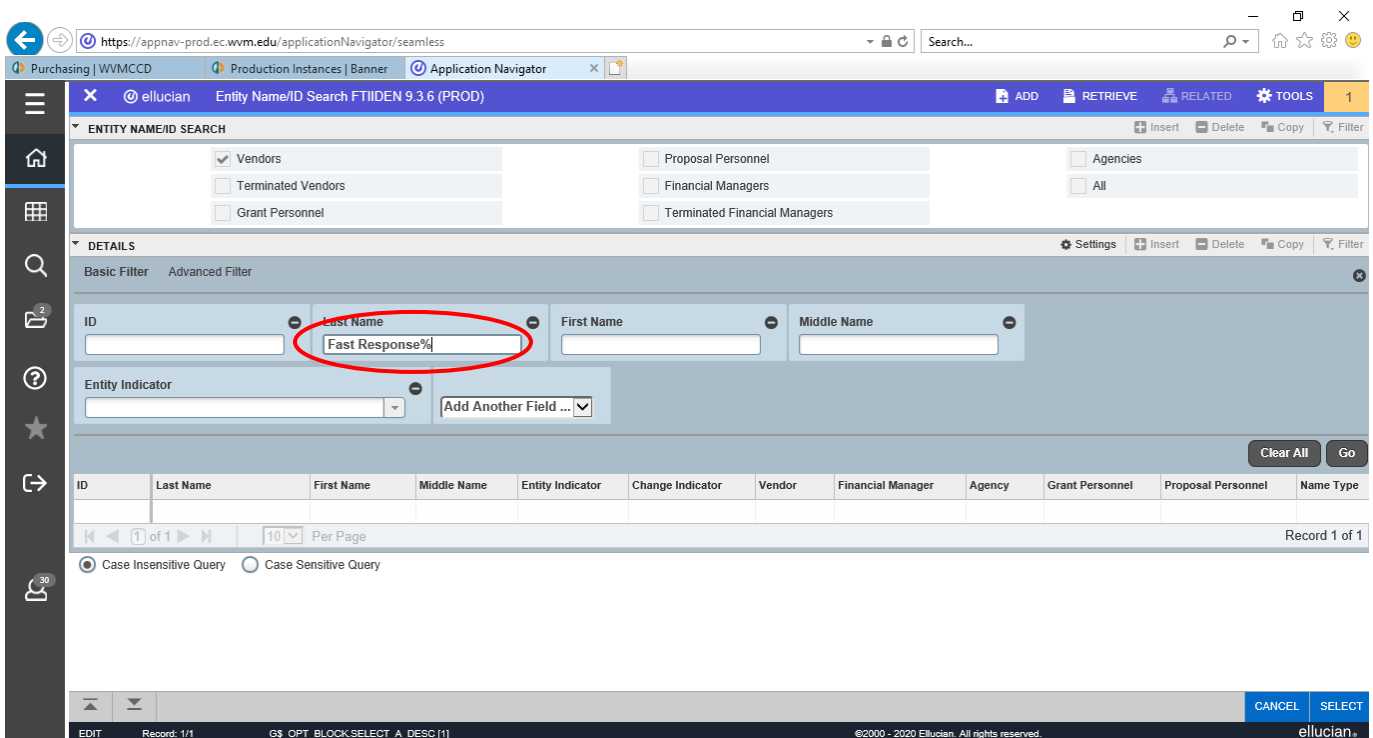 https://appnav-prod.ec.wvm.edu/applicationNavigator/seamless Search...
Purchasing | WVMCCD Production Instances | Banner Application Navigator
ellucian Entity Name/ID Search FTIIDEN 9.3.6 (PROD) ADD RETRIEVE RELATED TOOLS 1
ENTITY NAME/ID SEARCH Insert Delete Copy Filter
Vendors Proposal Personnel Agencies
Terminated Vendors Financial Managers All
Grant Personnel Terminated Financial Managers
DETAILS Settings Insert Delete Copy Filter
Basic Filter Advanced Filter
2
ID Last Name First Name Middle Name
Fast Response%
Entity Indicator
Add Another Field ...
Clear All Go
ID Last Name First Name Middle Name Entity Indicator Change Indicator Vendor Financial Manager Agency Grant Personnel Proposal Personnel Name Type
1 of 1 10 Per Page Record 1 of 1
Case Insensitive Query Case Sensitive Query
30
CANCEL SELECT
EDIT Record: 1/1 G$_OPT_BLOCK.SELECT_A_DESC [1] ©2000 - 2020 Ellucian. All rights reserved. ellucian